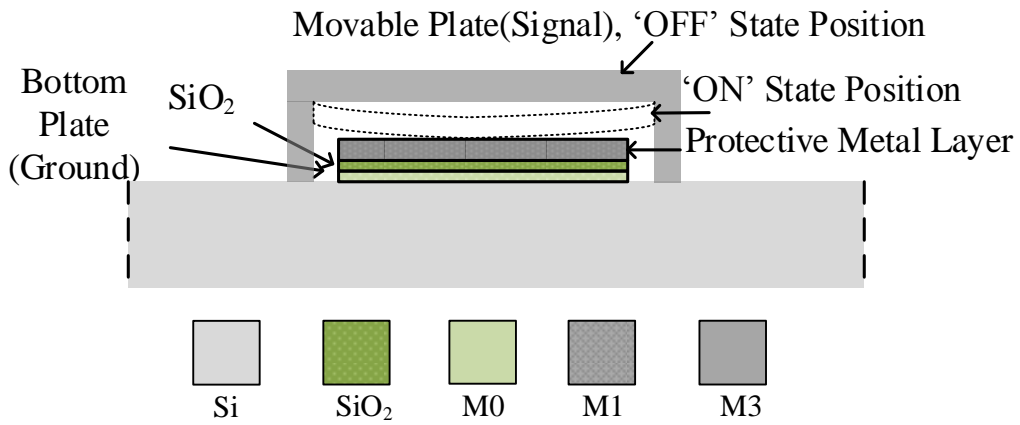 Movable Plate(Signal), ‘OFF’ State Position
Bottom
Plate
(Ground)
SiO₂
‘ON’ State Position
Protective Metal Layer
Si
SiO₂
M0
M1
M3